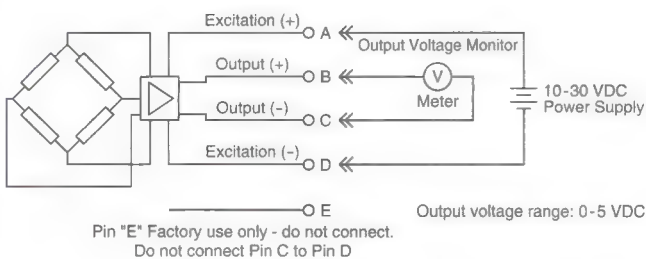 Excitation (+)
A
Output Voltage Monitor
Output (+)
B
V
Meter
10-30 VDC
Power Supply
Output (-)
C
Excitation (-)
D
E
Output voltage range: 0-5 VDC
Pin "E" Factory use only - do not connect.
Do not connect Pin C to Pin D